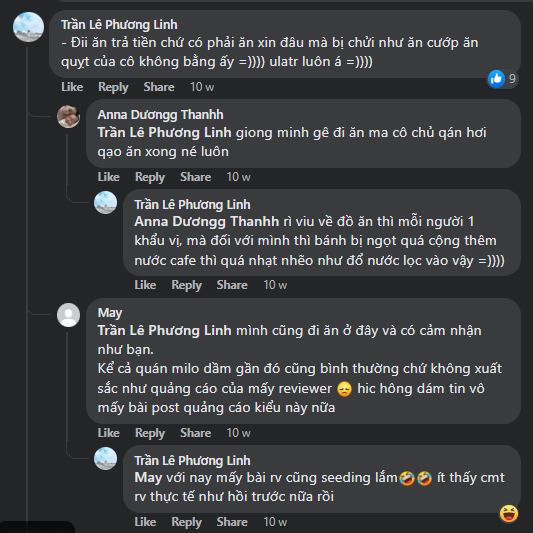 Trần Lê Phương Linh
- Đii ăn trả tiền chứ có phải ăn xin đâu mà bị chửi như ăn cướp ăn
quỵt của cô không bằng ấy =)))) ulatr luôn á =))))
9
Like Reply Share 10 w
Anna Dươngg Thanhh
Trần Lê Phương Linh giong minh gê đi ăn ma cô chủ qán hơi
qạo ăn xong né luôn
Like Reply Share 10 w
Trần Lê Phương Linh
Anna Dươngg Thanhh rì viu về đồ ăn thì mỗi người 1
khẩu vị, mà đối với mình thì bánh bị ngọt quá cộng thêm
nước cafe thì quá nhạt nhẽo như đổ nước lọc vào vậy =))))
Like Reply Share 10 w
May
Trần Lê Phương Linh mình cũng đi ăn ở đây và có cảm nhận
như bạn.
Kể cả quán milo dầm gần đó cũng bình thường chứ không xuất
sắc như quảng cáo của mấy reviewer 😞 hic hông dám tin vô
mấy bài post quảng cáo kiểu này nữa
Like Reply Share 10 w
Trần Lê Phương Linh
May với nay mấy bài rv cũng seeding lắm🤣🤣 ít thấy cmt
rv thực tế như hồi trước nữa rồi
Like Reply Share 10 w